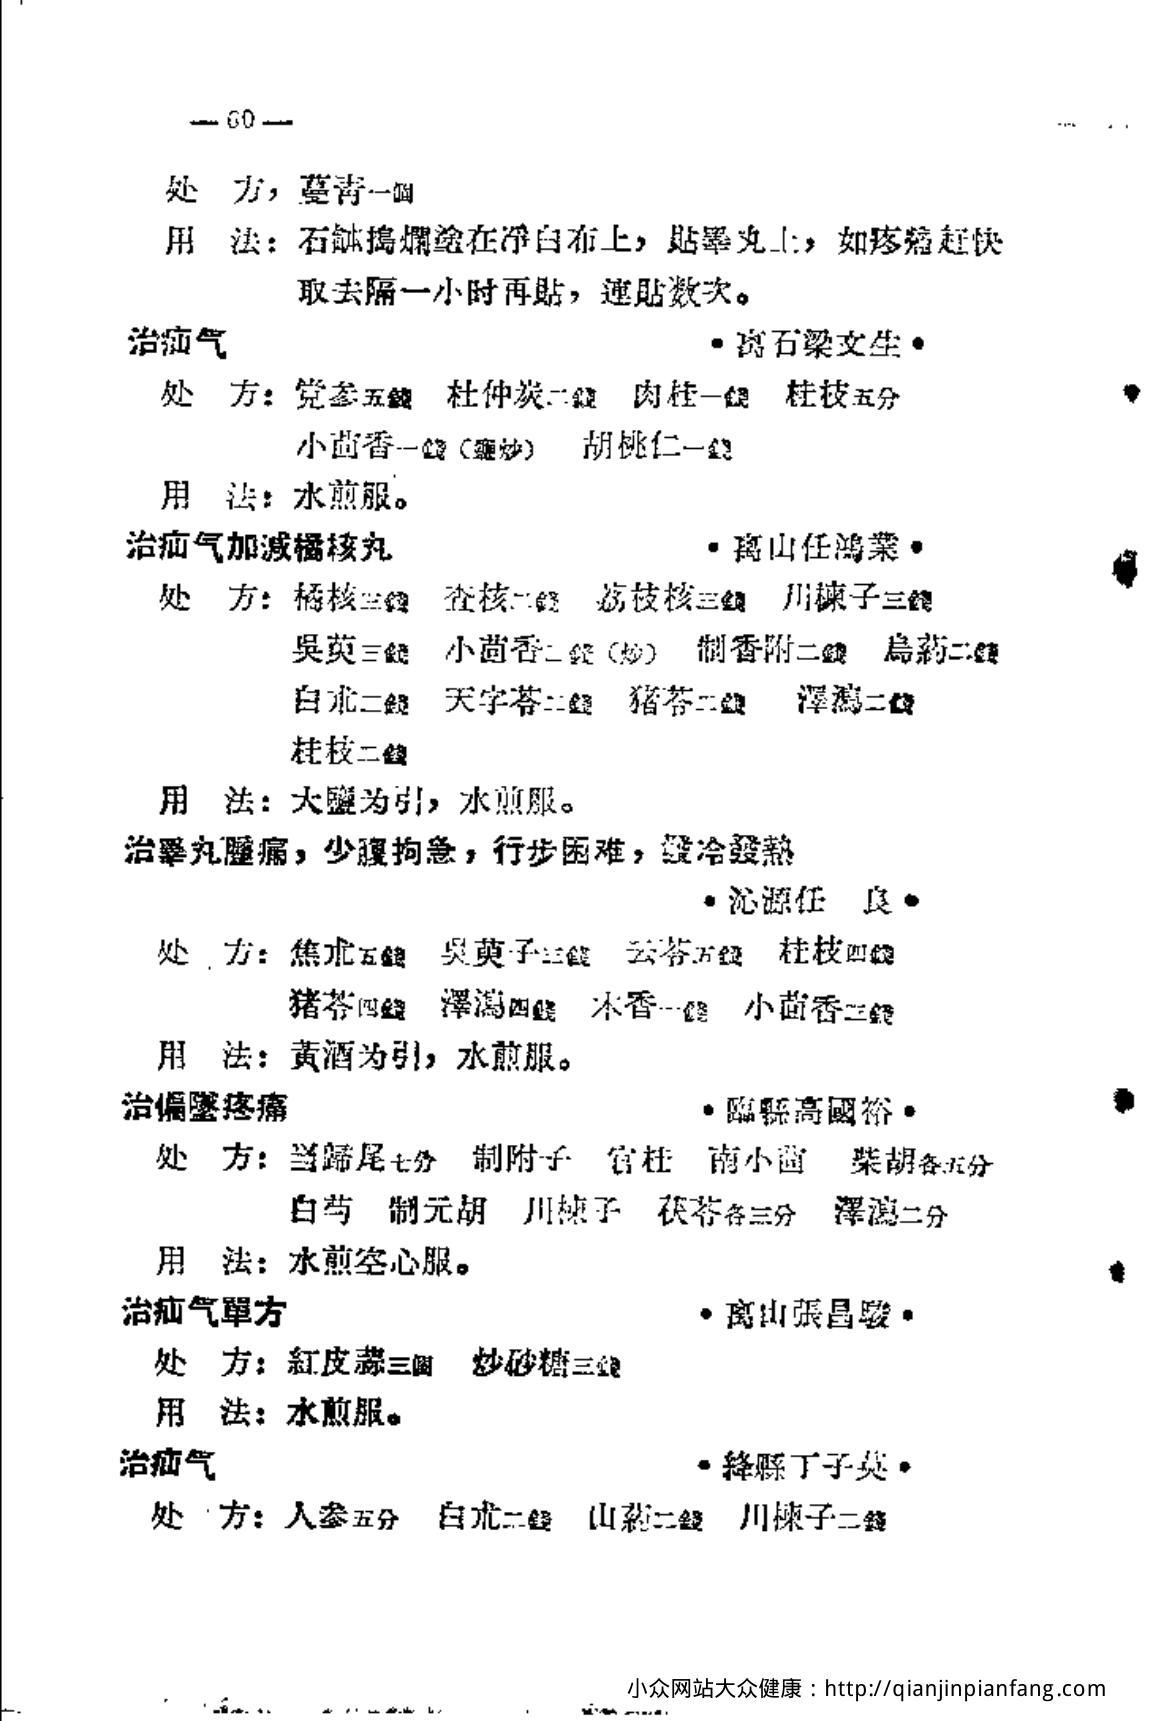 — 60 —
处　方，蔓菁一個
用　法：石缽搗爛塗在淨白布上，貼睪丸上，如疼痛赶快
取去隔一小时再貼，連貼数次。
治疝气　•离石梁文生•
处　方：党参五錢　杜仲炭二錢　肉桂一錢　桂枝五分
小茴香一錢（鹽炒）　胡桃仁一錢
用　法：水煎服。
治疝气加減橘核丸　•离山任鴻業•
处　方：橘核三錢　查核二錢　荔枝核三錢　川楝子三錢
吳萸三錢　小茴香二錢（炒）　制香附二錢　烏葯二錢
白朮二錢　天字苓二錢　猪苓二錢　澤瀉二錢
桂枝二錢
用　法：大鹽为引，水煎服。
治睪丸腫痛，少腹拘急，行步困难，發冷發熱
•沁源任　良•
处　方：焦朮五錢　吳萸子三錢　云苓五錢　桂枝四錢
猪苓四錢　澤瀉四錢　木香一錢　小茴香三錢
用　法：黃酒为引，水煎服。
治偏墜疼痛　•臨縣高國裕•
处　方：当歸尾七分　制附子　官桂　南小茴　柴胡各五分
白芍　制元胡　川楝子　茯苓各三分　澤瀉二分
用　法：水煎空心服。
治疝气單方　•离山張昌駿•
处　方：紅皮蒜三個　炒砂糖三錢
用　法：水煎服。
治疝气　•絳縣丁子英•
处　方：人参五分　白朮二錢　山葯二錢　川楝子二錢
小众网站大众健康：http://qianjinpianfang.com